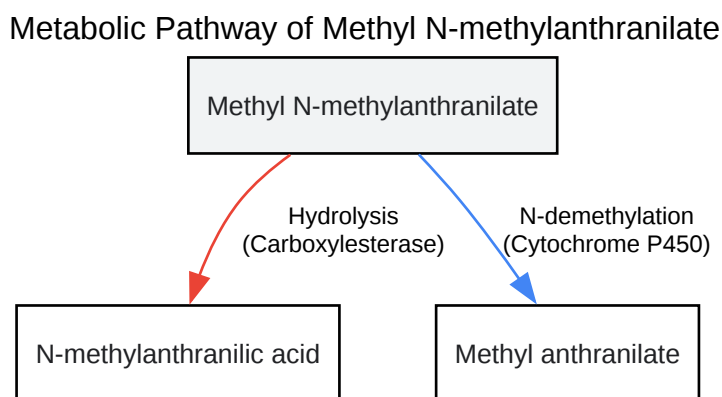 Metabolic Pathway of Methyl N-methylanthranilate
Methyl N-methylanthranilate
Hydrolysis
(Carboxylesterase)
N-demethylation
(Cytochrome P450)
N-methylanthranilic acid
Methyl anthranilate